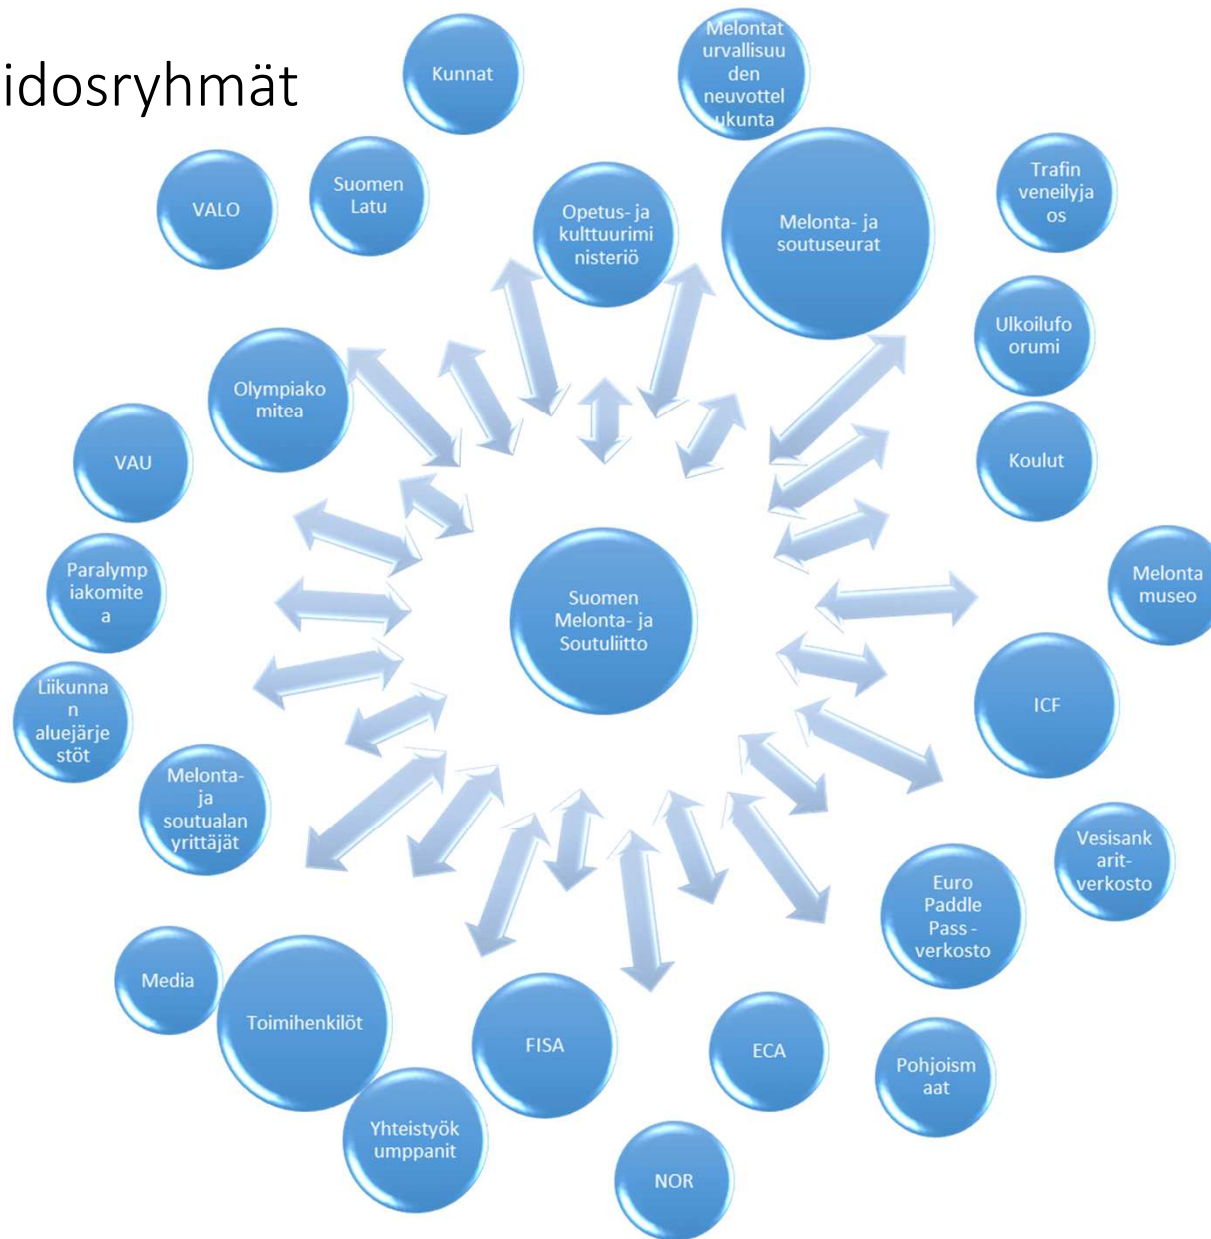 idosryhmät
Kunnat
Melontat
urvallisuu
den
neuvottel
ukunta
VALO
Suomen
Latu
Opetus- ja
kulttuurimi
nisteriö
Melonta- ja
soutuseurat
Trafin
veneilyja
os
Ulkoilufo
orumi
Olympiako
mitea
VAU
Koulut
Paralymp
iakomite
a
Suomen
Melonta- ja
Soutuliitto
Melonta
museo
Liikunna
n
aluejärje
stöt
ICF
Melonta-
ja
soutualan
yrittäjät
Vesisank
arit-
verkosto
Euro
Paddle
Pass -
verkosto
Media
Toimihenkilöt
FISA
ECA
Pohjoism
aat
Yhteistyök
umppanit
NOR